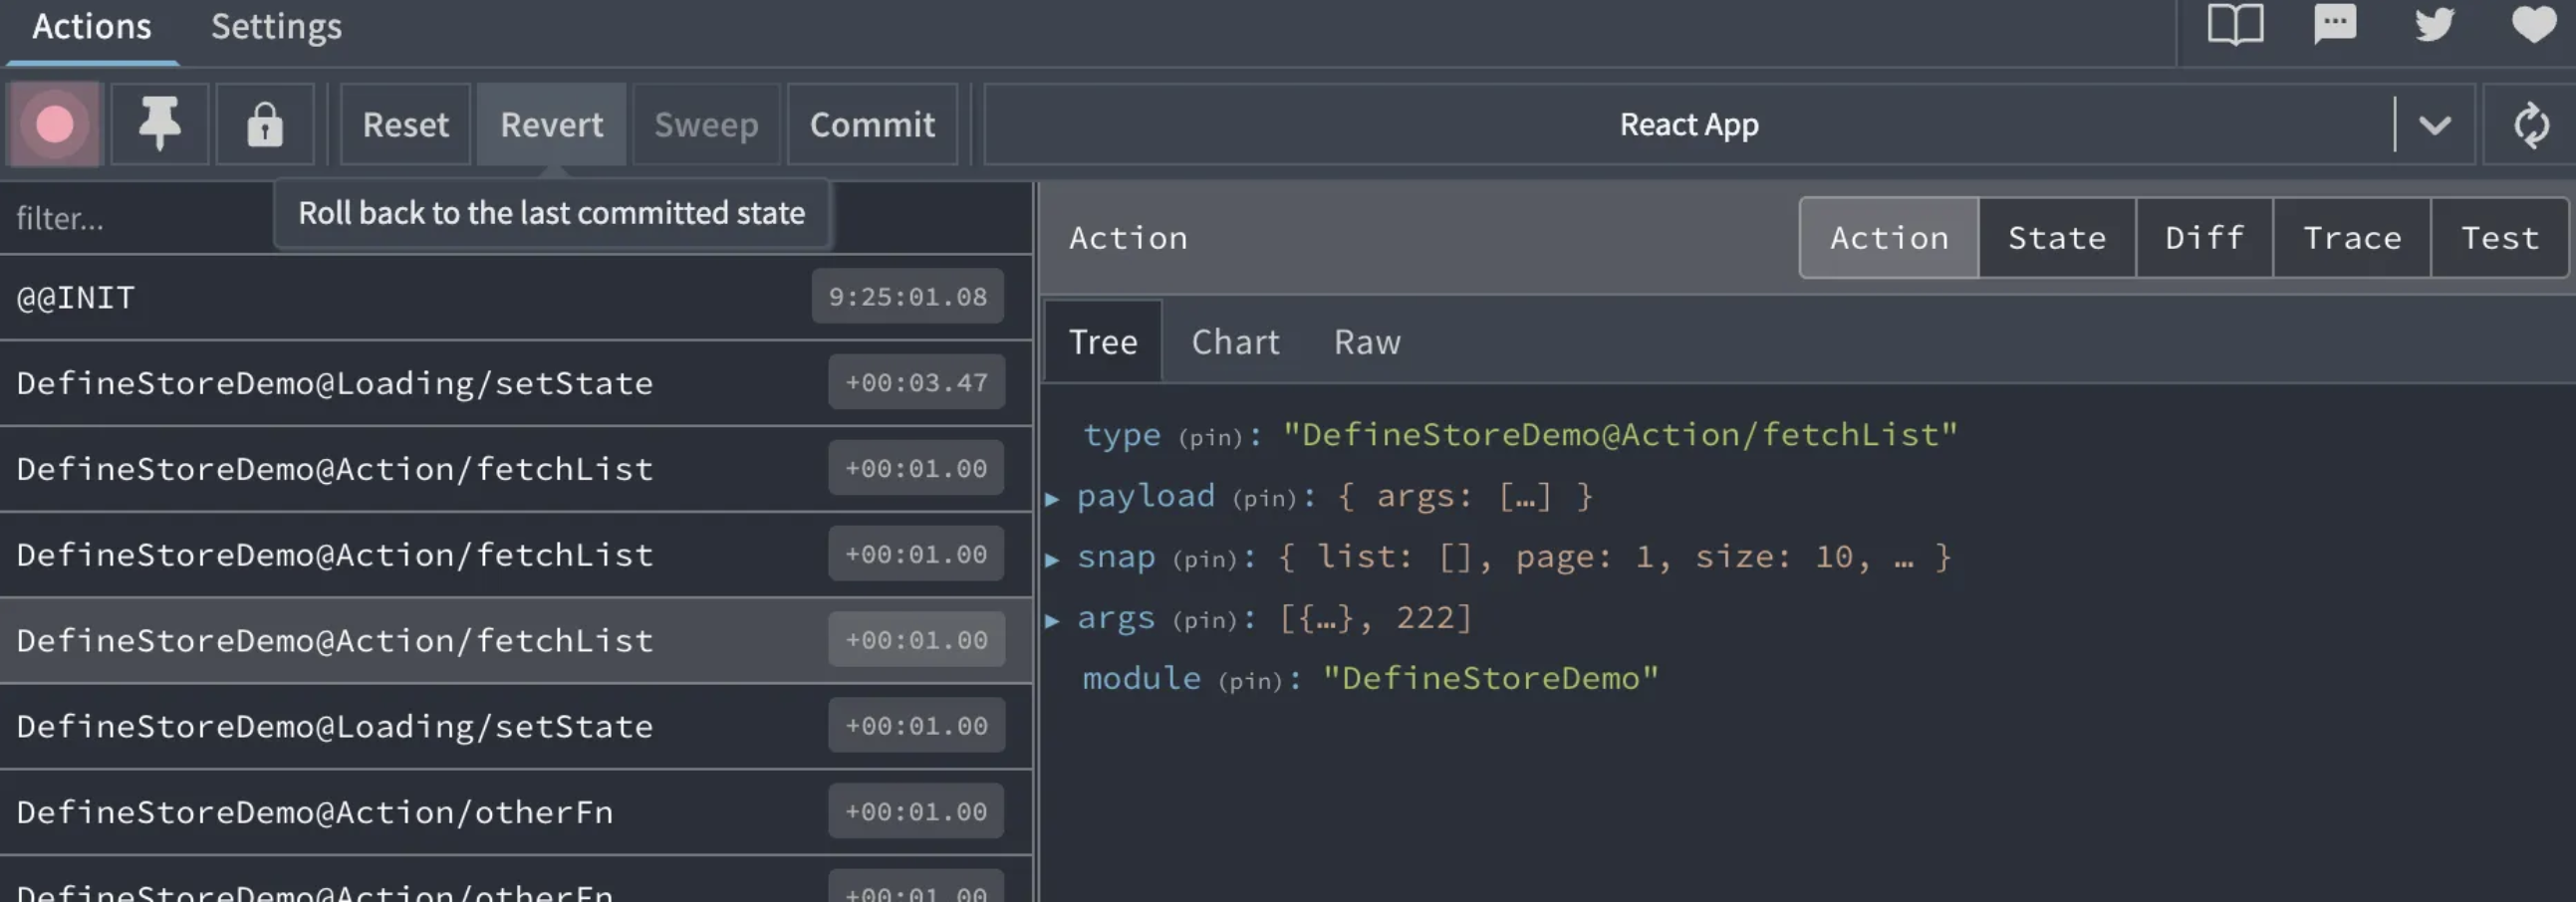 Actions Settings
Reset Revert Sweep Commit React App
filter...
Roll back to the last committed state
@@INIT 9:25:01.08
DefineStoreDemo@Loading/setState +00:03.47
DefineStoreDemo@Action/fetchList +00:01.00
DefineStoreDemo@Action/fetchList +00:01.00
DefineStoreDemo@Action/fetchList +00:01.00
DefineStoreDemo@Loading/setState +00:01.00
DefineStoreDemo@Action/otherFn +00:01.00
DefineStoreDemo@Action/otherFn +00:01.00
Action Action State Diff Trace Test
Tree Chart Raw
type (pin): "DefineStoreDemo@Action/fetchList"
▶ payload (pin): { args: […] }
▶ snap (pin): { list: [], page: 1, size: 10, … }
▶ args (pin): [{…}, 222]
module (pin): "DefineStoreDemo"